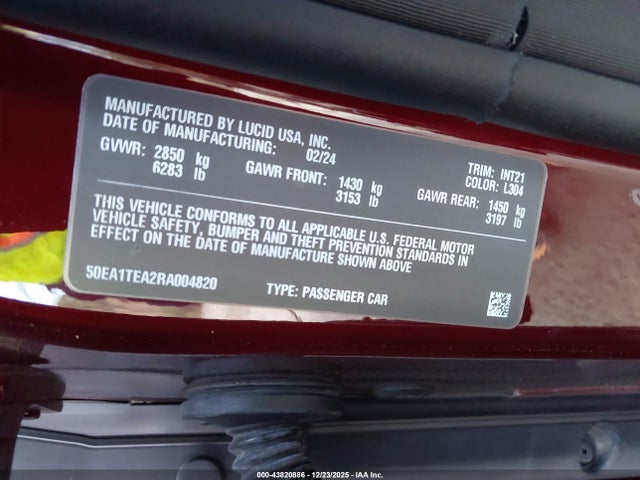 MANUFACTURED BY LUCID USA, INC.
DATE OF MANUFACTURING: 02/24
TRIM: INT21
COLOR: L304
GVWR: 2850 kg
6283 lb
GAWR FRONT: 1430 kg
3153 lb
GAWR REAR: 1450 kg
3197 lb
THIS VEHICLE CONFORMS TO ALL APPLICABLE U.S. FEDERAL MOTOR
VEHICLE SAFETY, BUMPER AND THEFT PREVENTION STANDARDS IN
EFFECT ON THE DATE OF MANUFACTURE SHOWN ABOVE
50EA1TEA2RA004820
TYPE: PASSENGER CAR
000-43820886 - 12/23/2025 - IAA Inc.